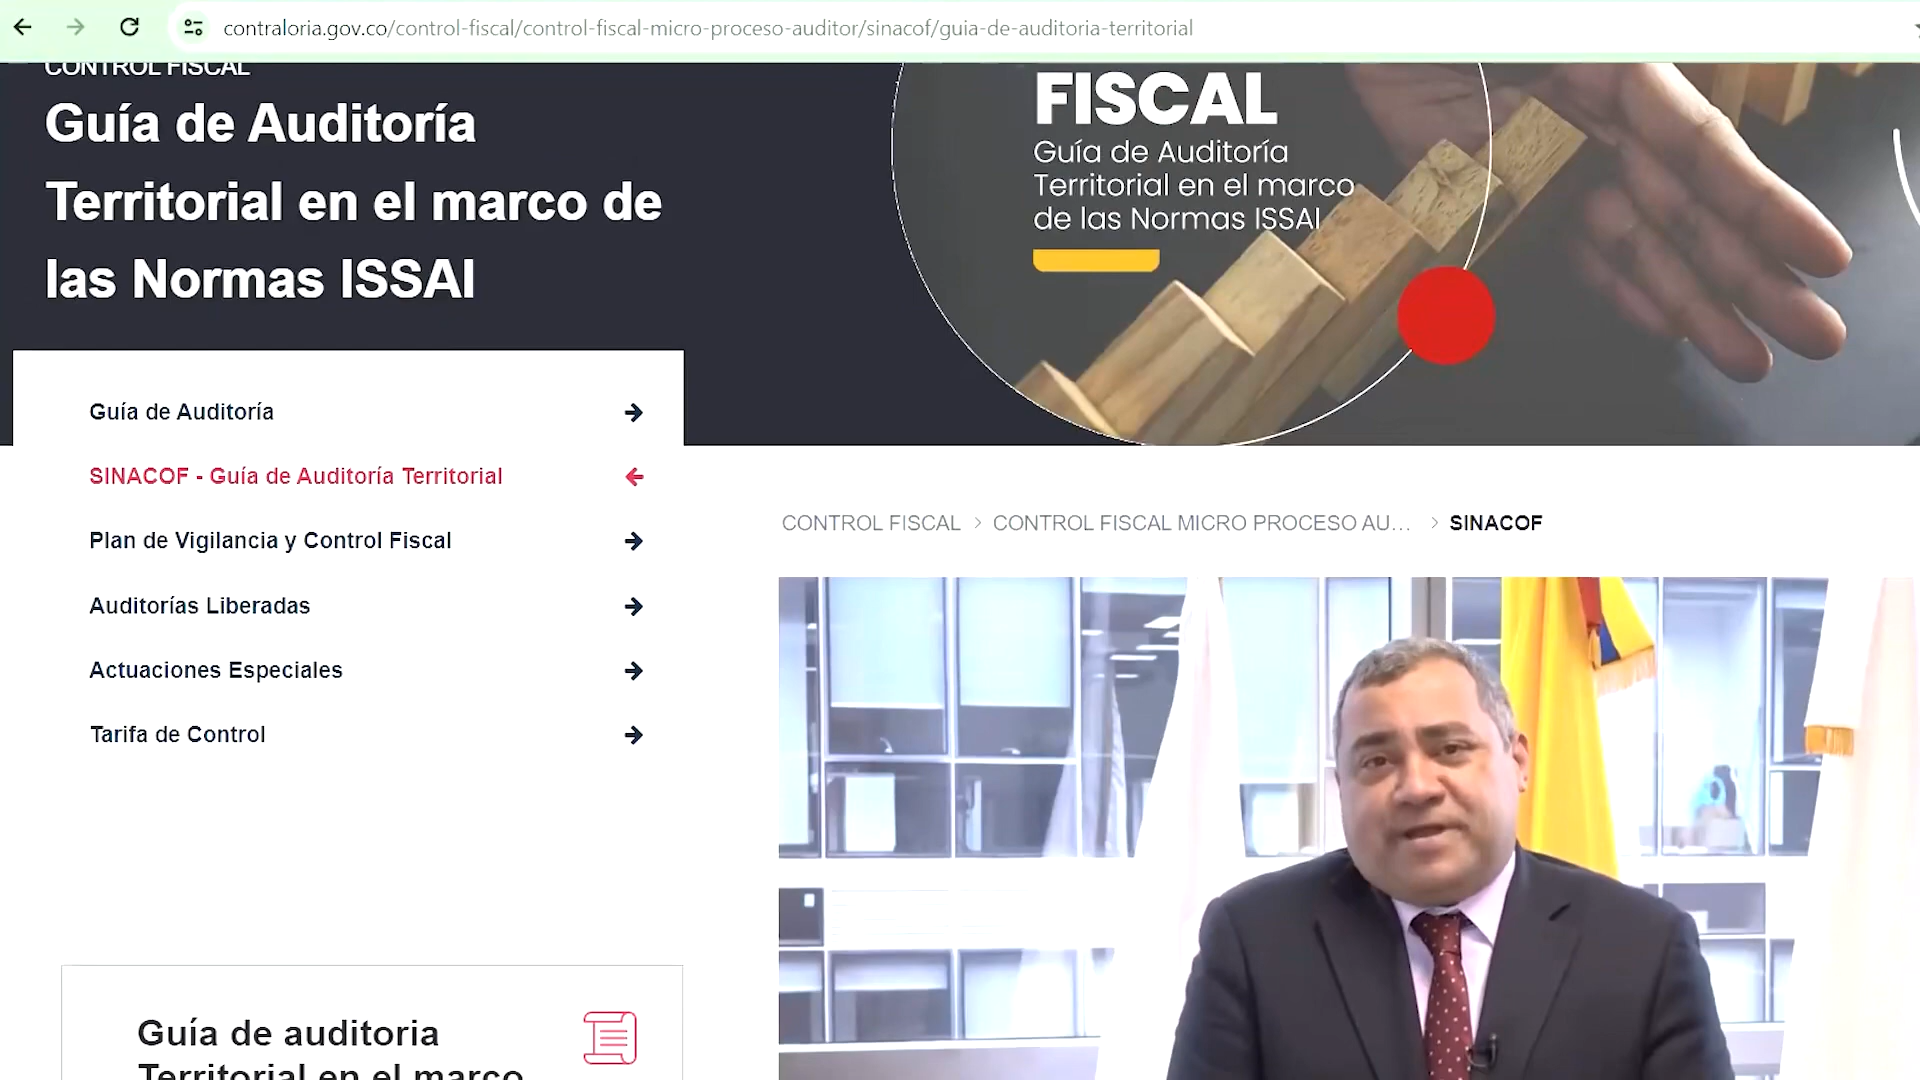 contraloria.gov.co/control-fiscal/control-fiscal-micro-proceso-auditor/sinacof/guia-de-auditoria-territorial
CONTROL FISCAL
Guía de Auditoría
Territorial en el marco de
las Normas ISSAI
FISCAL
Guía de Auditoría
Territorial en el marco
de las Normas ISSAI
Guía de Auditoría
SINACOF - Guía de Auditoría Territorial
Plan de Vigilancia y Control Fiscal
Auditorías Liberadas
Actuaciones Especiales
Tarifa de Control
CONTROL FISCAL > CONTROL FISCAL MICRO PROCESO AU... > SINACOF
Guía de auditoria
Territorial en el marco